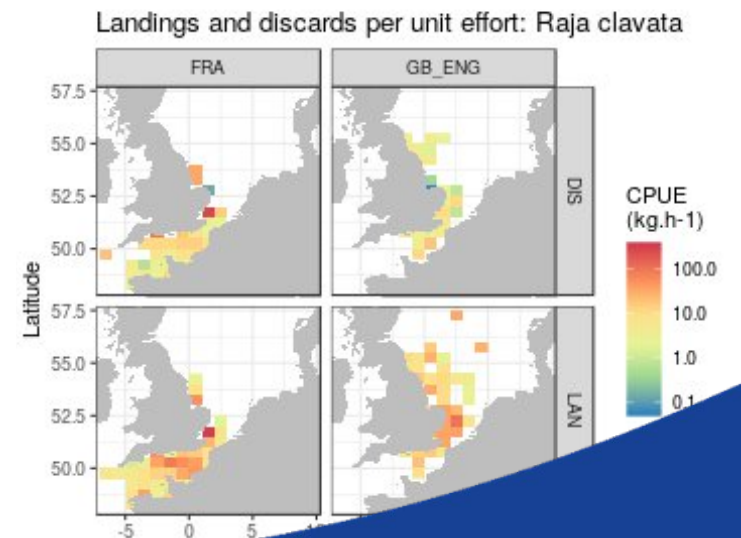 Landings and discards per unit effort: Raja clavata
FRA
GB_ENG
57.5
55.0
52.5
50.0
DIS
Latitude
57.5
55.0
52.5
50.0
LAN
-5
0
5
CPUE
(kg.h-1)
100.0
10.0
1.0
0.1